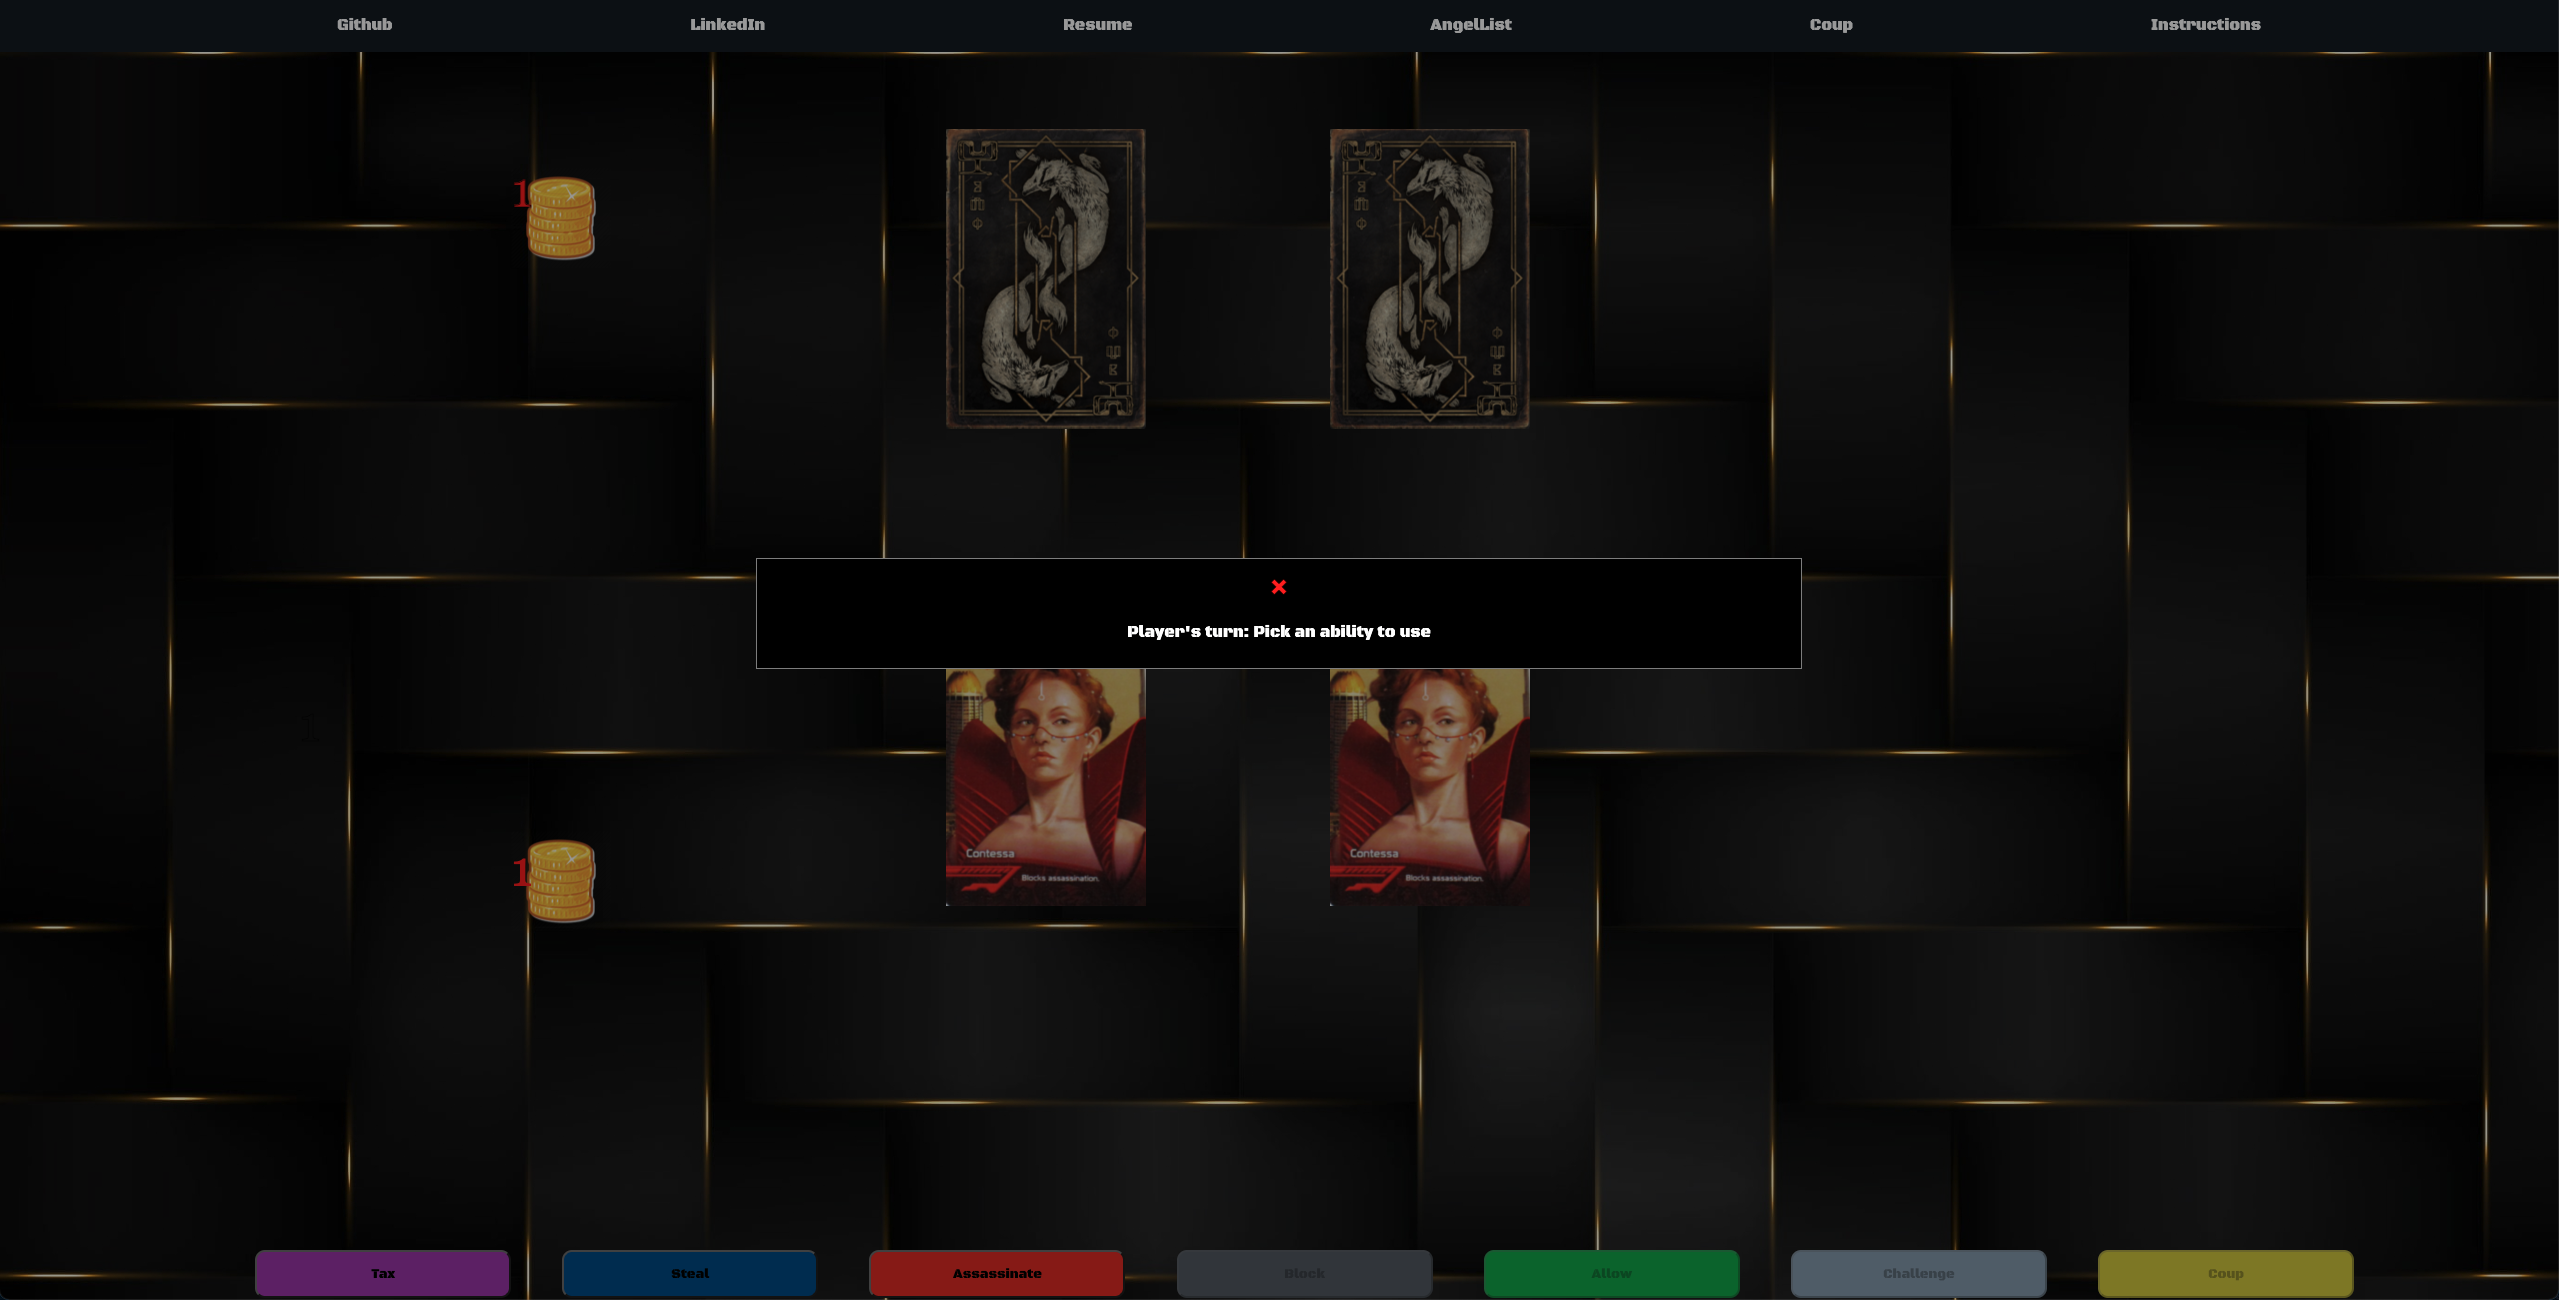 Github LinkedIn Resume AngelList Coup Instructions
1
Player's turn: Pick an ability to use
1
Contessa Contessa
Blocks assassination. Blocks assassination.
1
Tax Steal Assassinate Block Allow Challenge Coup